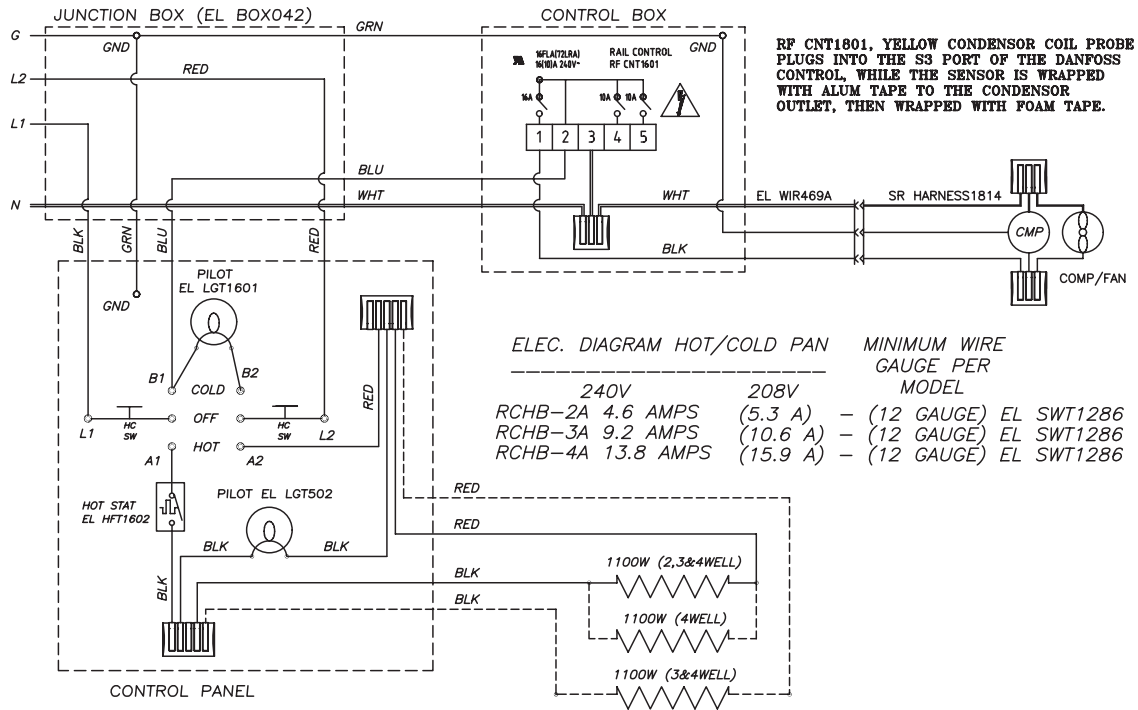 JUNCTION BOX (EL BOX042)
CONTROL BOX
G
GND
GRN
GND
L2
RED
L1
16FLA(72LRA)
16(10)A 240V~
RAIL CONTROL
RF CNT1601
16A
10A
10A
1 2 3 4 5
RF CNT1801, YELLOW CONDENSOR COIL PROBE
PLUGS INTO THE S3 PORT OF THE DANFOSS
CONTROL, WHILE THE SENSOR IS WRAPPED
WITH ALUM TAPE TO THE CONDENSOR
OUTLET, THEN WRAPPED WITH FOAM TAPE.
BLU
N
WHT
WHT
EL WIR469A
SR HARNESS1814
BLK
GRN
BLU
RED
BLK
CMP
COMP/FAN
PILOT
EL LGT1601
GND
B1
B2
COLD
OFF
HOT
L1
HC
SW
HC
SW
L2
A1
A2
RED
ELEC. DIAGRAM HOT/COLD PAN
MINIMUM WIRE
GAUGE PER
MODEL
240V
208V
RCHB-2A 4.6 AMPS (5.3 A) - (12 GAUGE) EL SWT1286
RCHB-3A 9.2 AMPS (10.6 A) - (12 GAUGE) EL SWT1286
RCHB-4A 13.8 AMPS (15.9 A) - (12 GAUGE) EL SWT1286
HOT STAT
EL HFT1602
PILOT EL LGT502
RED
RED
BLK
BLK
BLK
BLK
BLK
1100W (2,3&4WELL)
1100W (4WELL)
1100W (3&4WELL)
CONTROL PANEL